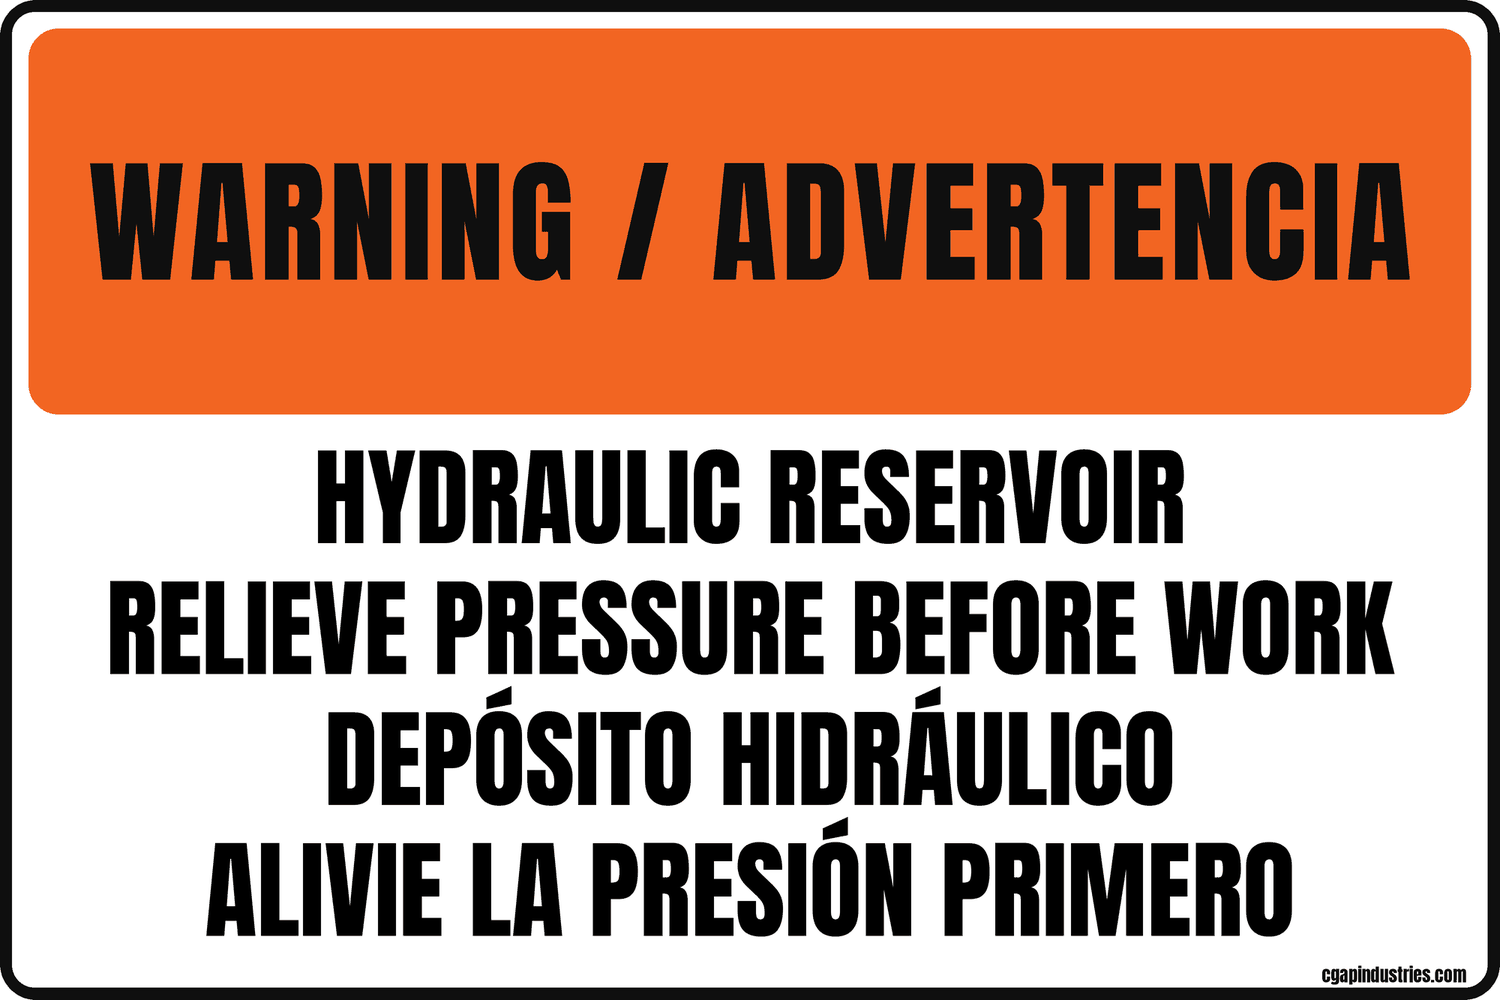 WARNING / ADVERTENCIA
HYDRAULIC RESERVOIR
RELIEVE PRESSURE BEFORE WORK
DEPÓSITO HIDRÁULICO
ALIVIE LA PRESIÓN PRIMERO
cgapindustries.com